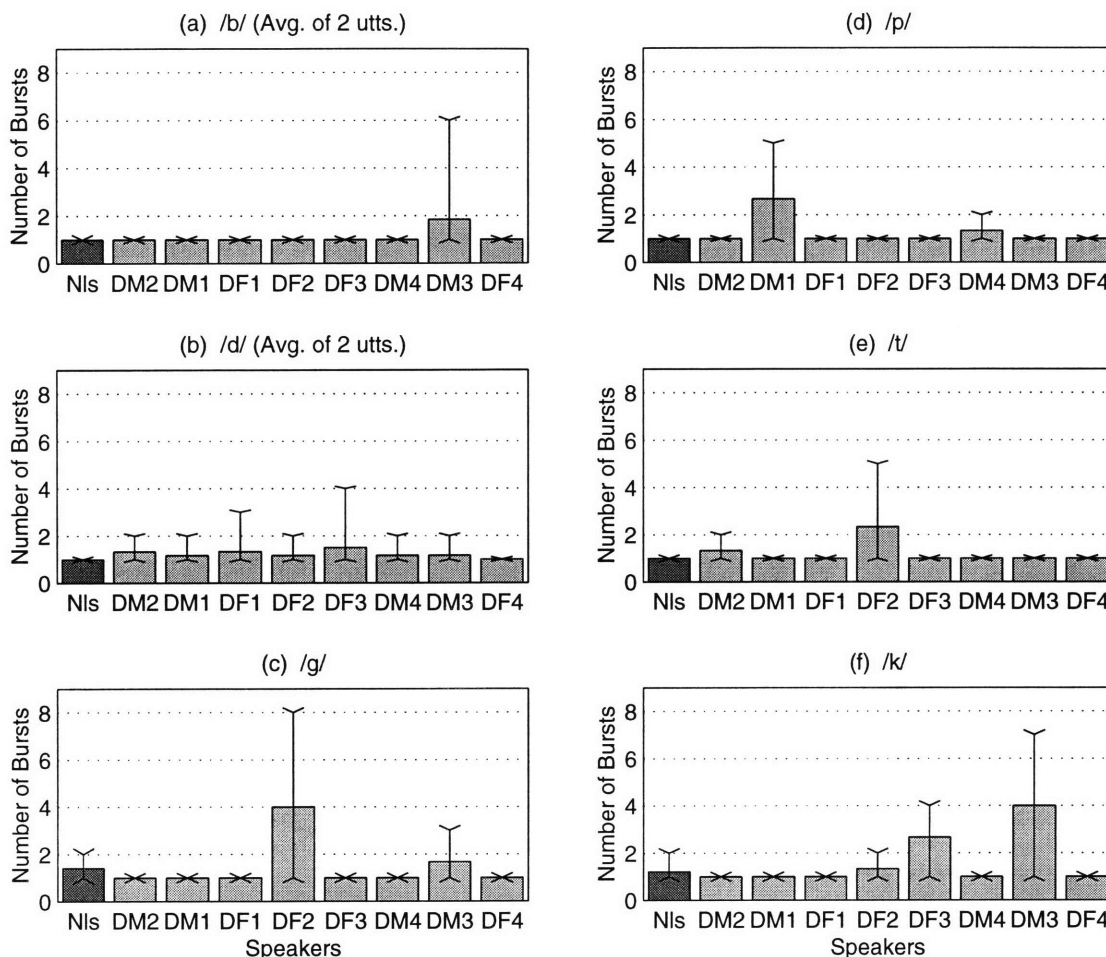 (a) /b/ (Avg. of 2 utts.)
Number of Bursts
8
6
4
2
0
Nls DM2 DM1 DF1 DF2 DF3 DM4 DM3 DF4
(d) /p/
Number of Bursts
8
6
4
2
0
Nls DM2 DM1 DF1 DF2 DF3 DM4 DM3 DF4
(b) /d/ (Avg. of 2 utts.)
Number of Bursts
8
6
4
2
0
Nls DM2 DM1 DF1 DF2 DF3 DM4 DM3 DF4
(e) /t/
Number of Bursts
8
6
4
2
0
Nls DM2 DM1 DF1 DF2 DF3 DM4 DM3 DF4
(c) /g/
Number of Bursts
8
6
4
2
0
Nls DM2 DM1 DF1 DF2 DF3 DM4 DM3 DF4
Speakers
(f) /k/
Number of Bursts
8
6
4
2
0
Nls DM2 DM1 DF1 DF2 DF3 DM4 DM3 DF4
Speakers